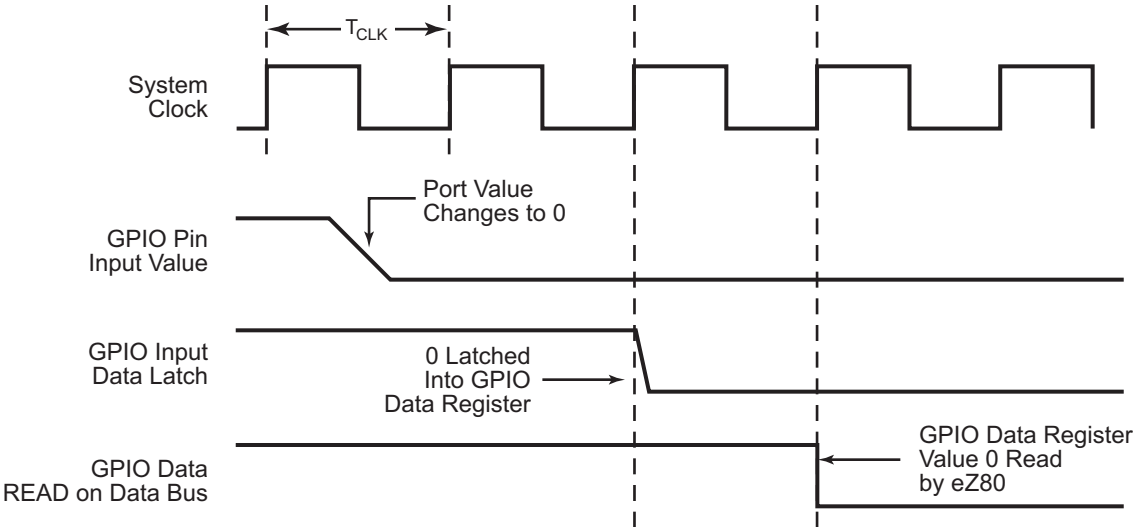 TCLK
System
Clock
Port Value
Changes to 0
GPIO Pin
Input Value
GPIO Input
Data Latch
0 Latched
Into GPIO
Data Register
GPIO Data
READ on Data Bus
GPIO Data Register
Value 0 Read
by eZ80